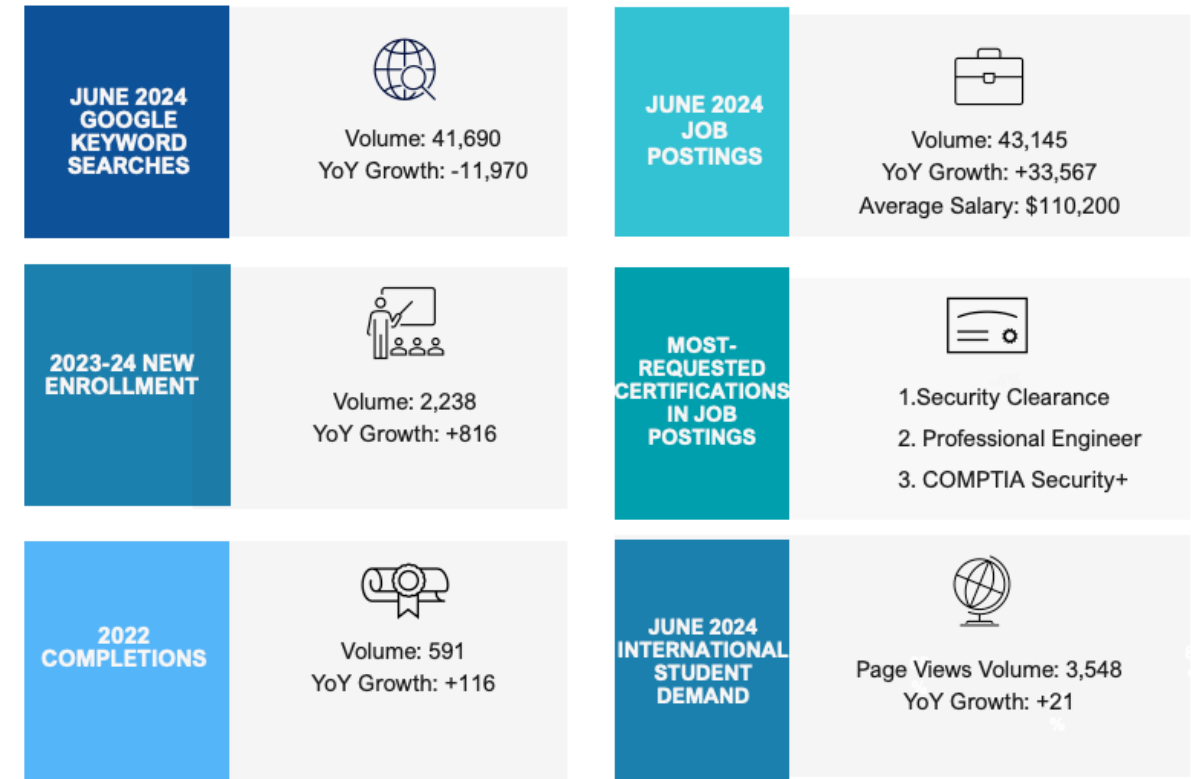 JUNE 2024
GOOGLE
KEYWORD
SEARCHES
Volume: 41,690
YoY Growth: -11,970
JUNE 2024
JOB
POSTINGS
Volume: 43,145
YoY Growth: +33,567
Average Salary: $110,200
2023-24 NEW
ENROLLMENT
Volume: 2,238
YoY Growth: +816
MOST-
REQUESTED
CERTIFICATIONS
IN JOB
POSTINGS
1.Security Clearance
2. Professional Engineer
3. COMPTIA Security+
2022
COMPLETIONS
Volume: 591
YoY Growth: +116
JUNE 2024
INTERNATIONAL
STUDENT
DEMAND
Page Views Volume: 3,548
YoY Growth: +21